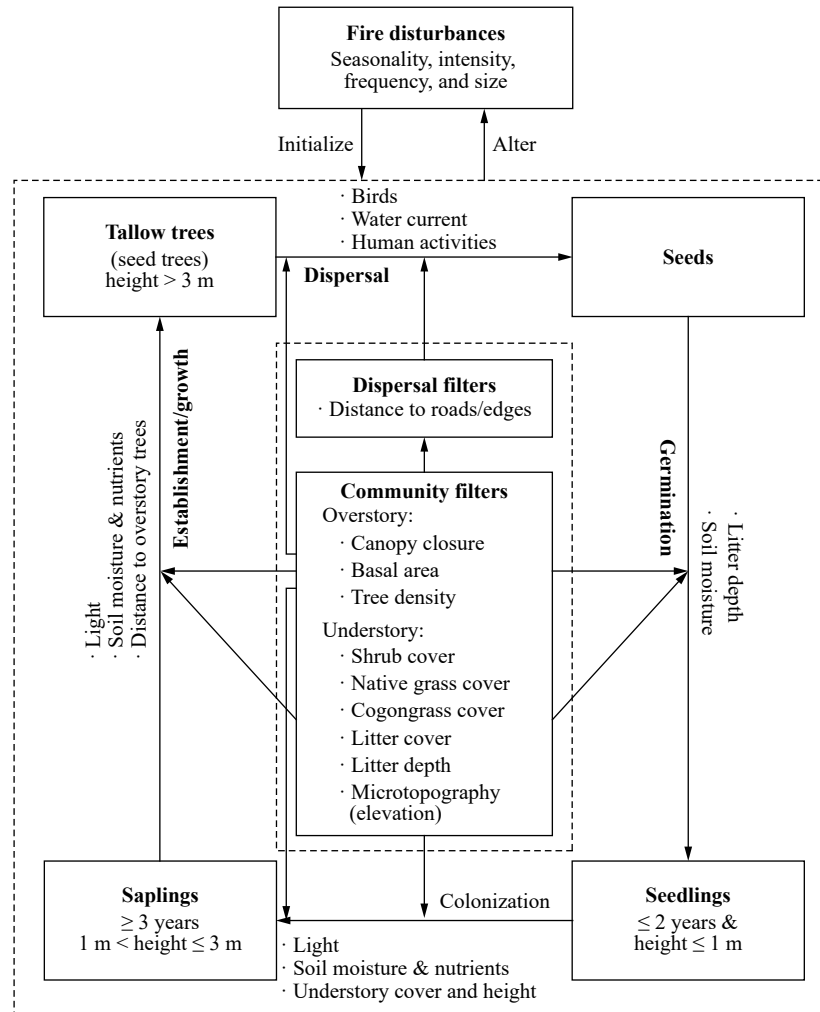 Fire disturbances
Seasonality, intensity,
frequency, and size
Initialize
Alter
· Birds
· Water current
· Human activities
Tallow trees
(seed trees)
height > 3 m
Dispersal
Seeds
Dispersal filters
· Distance to roads/edges
Establishment/growth
· Light
· Soil moisture & nutrients
· Distance to overstory trees
Community filters
Overstory:
· Canopy closure
· Basal area
· Tree density
Understory:
· Shrub cover
· Native grass cover
· Cogongrass cover
· Litter cover
· Litter depth
· Microtopography
(elevation)
Germination
· Litter depth
· Soil moisture
Saplings
≥ 3 years
1 m < height ≤ 3 m
Colonization
· Light
· Soil moisture & nutrients
· Understory cover and height
Seedlings
≤ 2 years &
height ≤ 1 m